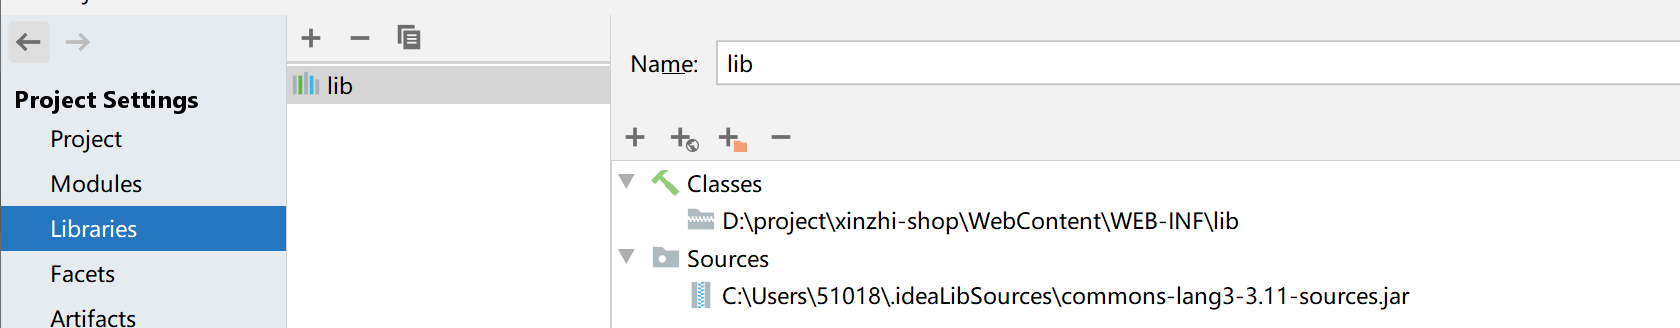 Project Settings
Project
Modules
Libraries
Facets
Artifacts
lib
Name: lib
Classes
D:\project\xinzhi-shop\WebContent\WEB-INF\lib
Sources
C:\Users\51018\.ideaLibSources\commons-lang3-3.11-sources.jar